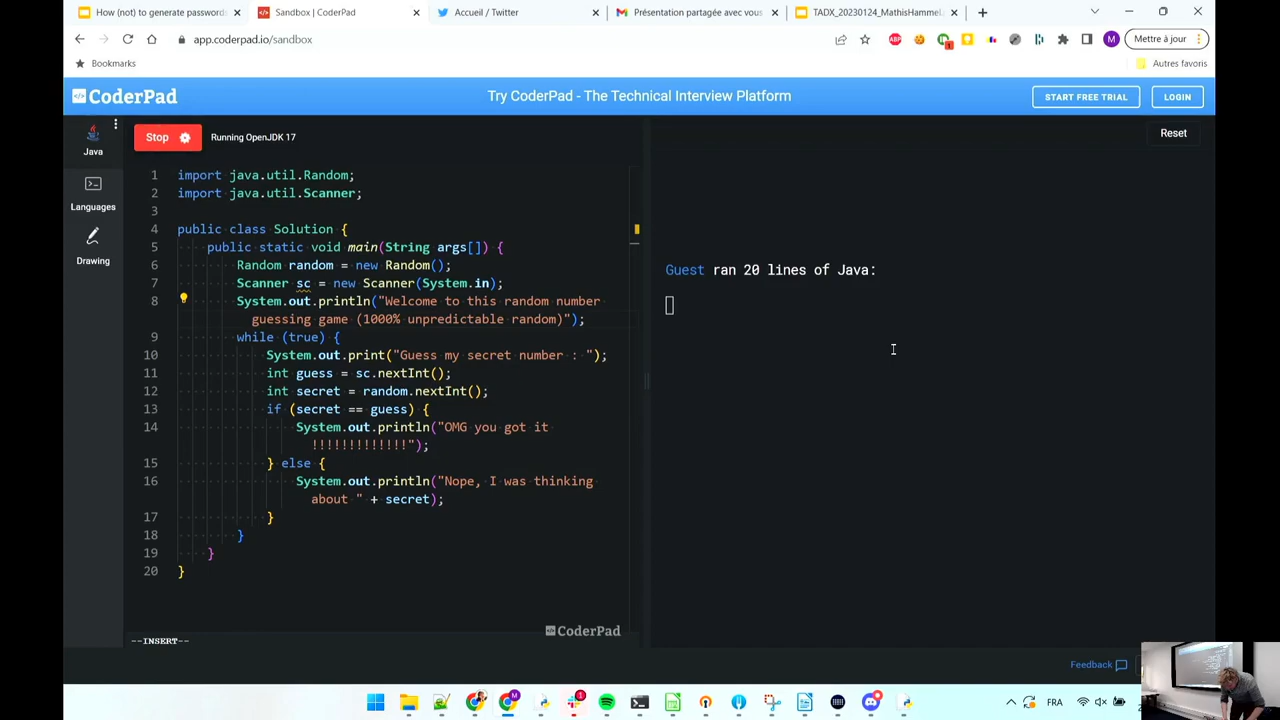 How (not) to generate password
Sandbox | CoderPad
Accueil / Twitter
Présentation partagée avec vous
TADX_20230124_MathisHammel
app.coderpad.io/sandbox
ABP
1
M
Mettre à jour
Bookmarks
Autres favoris
CoderPad
Try CoderPad - The Technical Interview Platform
START FREE TRIAL
LOGIN
Java
Stop
Running OpenJDK 17
Reset
Languages
Drawing
1 import java.util.Random;
2 import java.util.Scanner;
3
4 public class Solution {
5 public static void main(String args[]) {
6 Random random = new Random();
7 Scanner sc = new Scanner(System.in);
8 System.out.println("Welcome to this random number
guessing game (1000% unpredictable random)");
9 while (true) {
10 System.out.print("Guess my secret number : ");
11 int guess = sc.nextInt();
12 int secret = random.nextInt();
13 if (secret == guess) {
14 System.out.println("OMG you got it
!!!!!!!!!!!!!");
15 } else {
16 System.out.println("Nope, I was thinking
about " + secret);
17 }
18 }
19 }
20 }
Guest ran 20 lines of Java:
CoderPad
--INSERT--
Feedback
FRA